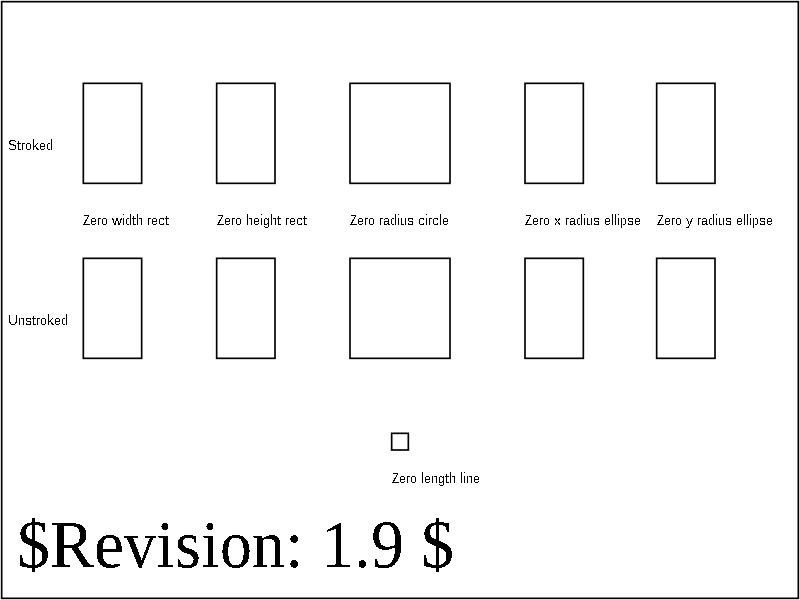 Stroked
Zero width rect Zero height rect Zero radius circle Zero x radius ellipse Zero y radius ellipse
Unstroked
Zero length line
$Revision: 1.9 $